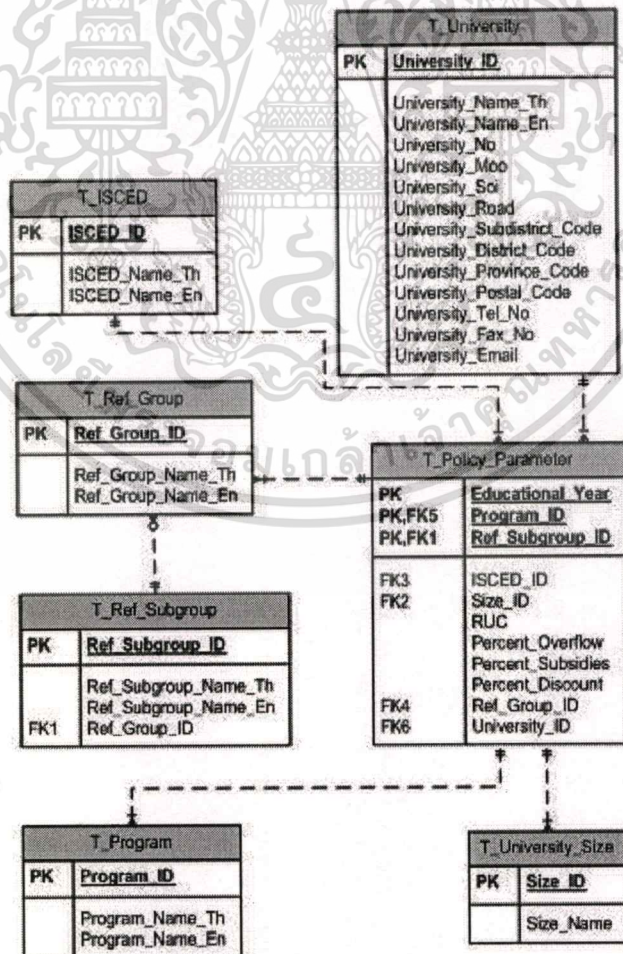 T_University
PK University_ID
University_Name_Th
University_Name_En
University_No
University_Moo
University_Soi
University_Road
University_Subdistrict_Code
University_District_Code
University_Province_Code
University_Postal_Code
University_Tel_No
University_Fax_No
University_Email
T_ISCED
PK ISCED_ID
ISCED_Name_Th
ISCED_Name_En
T_Ref_Group
PK Ref_Group_ID
Ref_Group_Name_Th
Ref_Group_Name_En
T_Policy_Parameter
PK Educational_Year
PK,FK5 Program_ID
PK,FK1 Ref_Subgroup_ID
FK3 ISCED_ID
FK2 Size_ID
RUC
Percent_Overflow
Percent_Subsidies
Percent_Discount
FK4 Ref_Group_ID
FK6 University_ID
T_Ref_Subgroup
PK Ref_Subgroup_ID
Ref_Subgroup_Name_Th
Ref_Subgroup_Name_En
FK1 Ref_Group_ID
T_Program
PK Program_ID
Program_Name_Th
Program_Name_En
T_University_Size
PK Size_ID
Size_Name